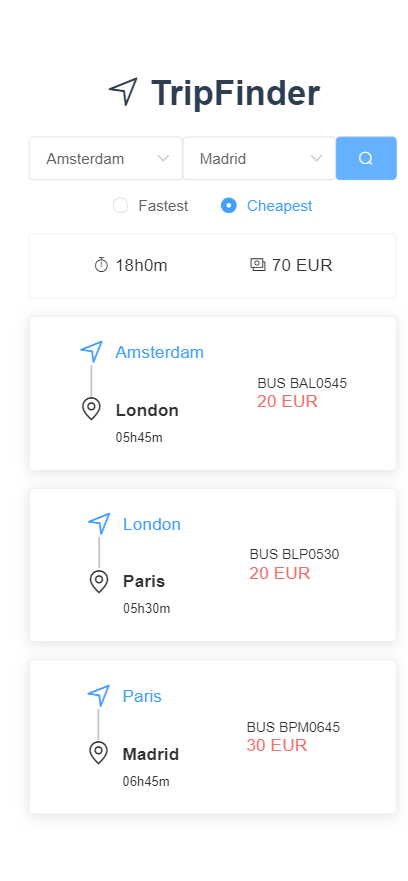 TripFinder
Amsterdam Madrid
Fastest Cheapest
18h0m 70 EUR
Amsterdam
London
05h45m
BUS BAL0545
20 EUR
London
Paris
05h30m
BUS BLP0530
20 EUR
Paris
Madrid
06h45m
BUS BPM0645
30 EUR